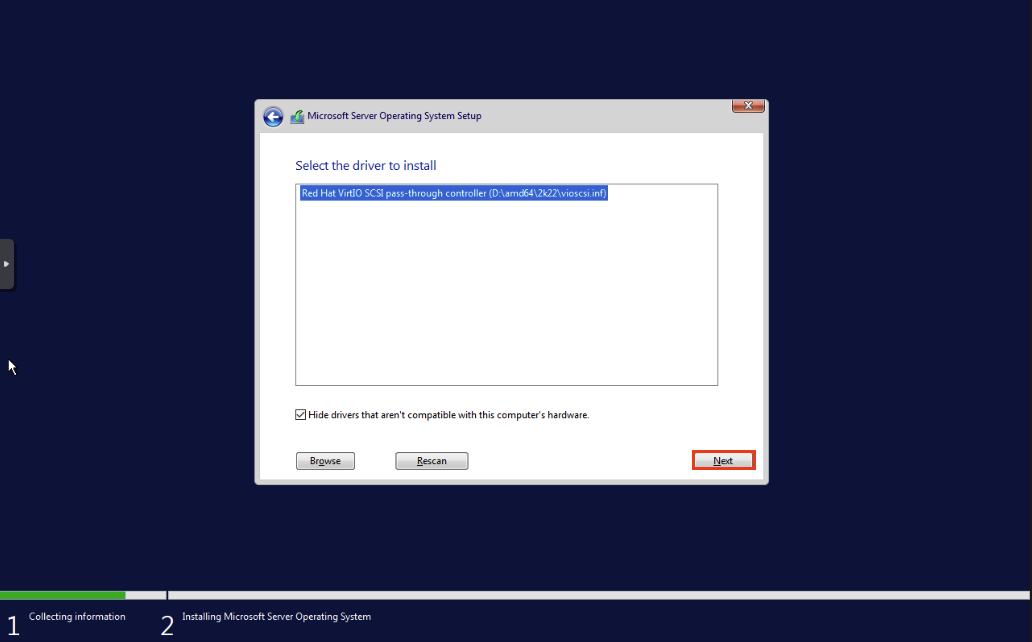 Microsoft Server Operating System Setup
Select the driver to install
Red Hat VirtIO SCSI pass-through controller (D:\amd64\2k22\vioscsi.inf)
Hide drivers that aren't compatible with this computer's hardware.
Browse
Rescan
Next
1 Collecting information
2 Installing Microsoft Server Operating System